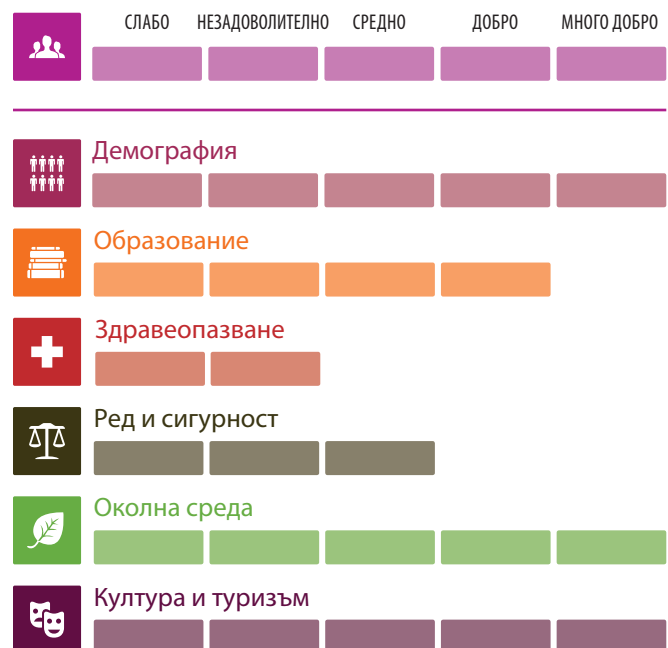 СЛАБО НЕЗАДОВОЛИТЕЛНО СРЕДНО ДОБРО МНОГО ДОБРО
Демография
Образование
Здравеопазване
Ред и сигурност
Околна среда
Култура и туризъм